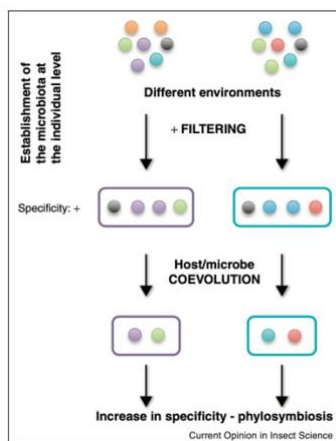 Establishment of
the microbiota at
the individual level
Different environments
+ FILTERING
Specificity: +
Host/microbe
COEVOLUTION
Increase in specificity - phylosymbiosis
Current Opinion in Insect Science